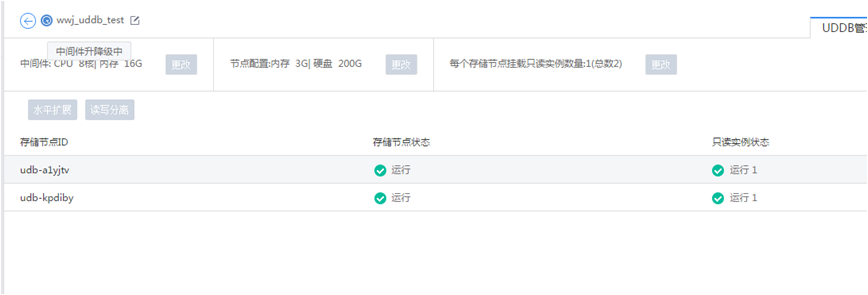 wwj_uddb_test
UDDB管
中间件升降级中
中间件: CPU 8核| 内存 16G 更改 节点配置:内存 3G| 硬盘 200G 更改 每个存储节点挂载只读实例数量:1(总数2) 更改
水平扩展 读写分离
存储节点ID 存储节点状态 只读实例状态
udb-a1yjtv 运行 运行 1
udb-kpdiby 运行 运行 1